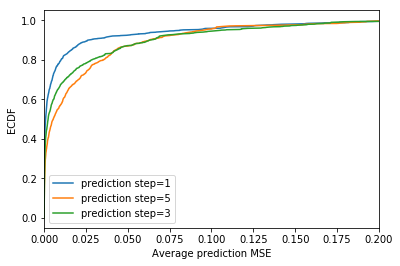 1.0
0.8
0.6
0.4
0.2
0.0
ECDF
prediction step=1
prediction step=5
prediction step=3
0.000 0.025 0.050 0.075 0.100 0.125 0.150 0.175 0.200
Average prediction MSE